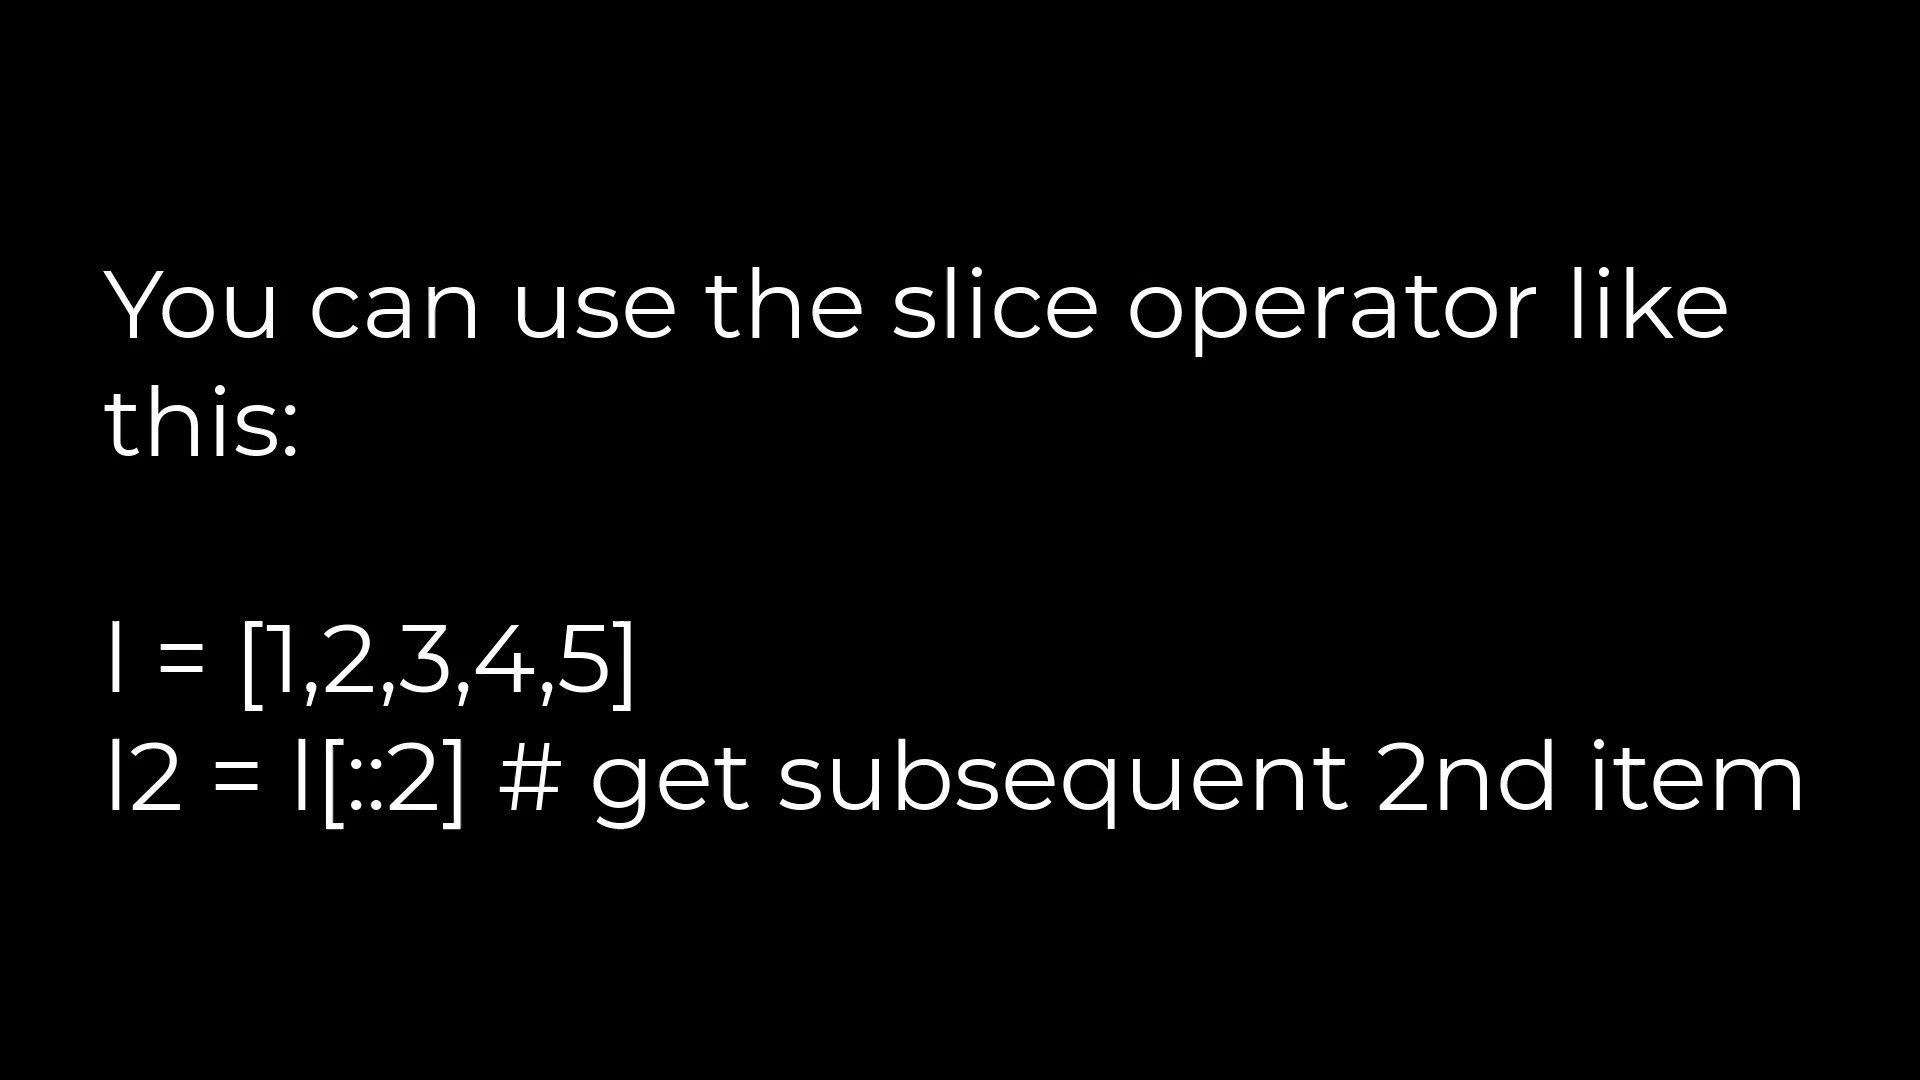 You can use the slice operator like
this:
l = [1,2,3,4,5]
l2 = l[::2] # get subsequent 2nd item